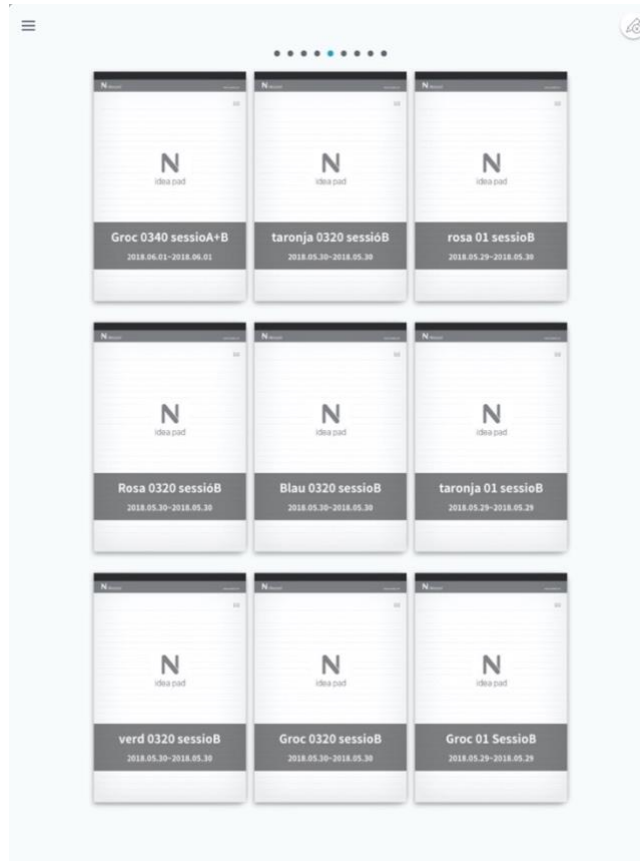 N
idea pad
Groc 0340 sessioA+B
2018.06.01~2018.06.01
N
idea pad
taronja 0320 sessióB
2018.05.30~2018.05.30
N
idea pad
rosa 01 sessioB
2018.05.29~2018.05.30
N
idea pad
Rosa 0320 sessióB
2018.05.30~2018.05.30
N
idea pad
Blau 0320 sessioB
2018.05.30~2018.05.30
N
idea pad
taronja 01 sessioB
2018.05.29~2018.05.29
N
idea pad
verd 0320 sessioB
2018.05.30~2018.05.30
N
idea pad
Groc 0320 sessioB
2018.05.30~2018.05.30
N
idea pad
Groc 01 SessioB
2018.05.29~2018.05.29